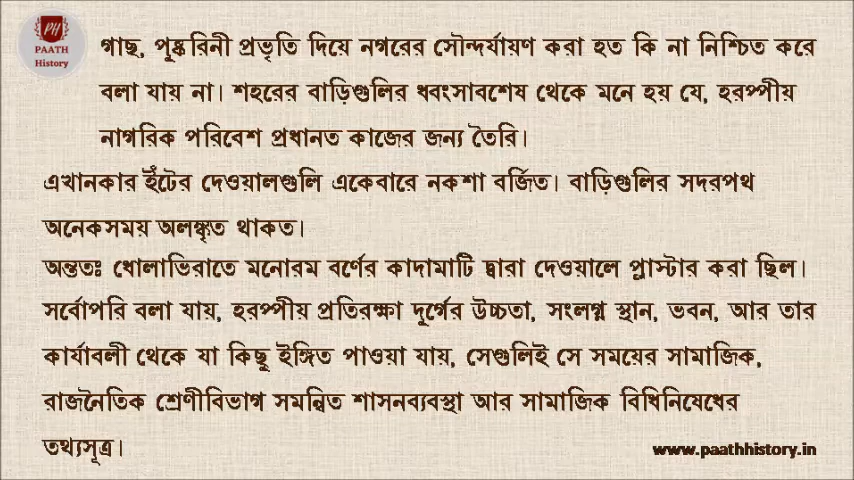 PH
PAATH
History
গাছ, পুষ্করিনী প্রভৃতি দিয়ে নগরের সৌন্দর্যায়ণ করা হত কি না নিশ্চিত করে
বলা যায় না। শহরের বাড়িগুলির ধ্বংসাবশেষ থেকে মনে হয় যে, হরপ্পীয়
নাগরিক পরিবেশ প্রধানত কাজের জন্য তৈরি।
এখানকার ইঁটের দেওয়ালগুলি একেবারে নকশা বর্জিত। বাড়িগুলির সদরপথ
অনেকসময় অলঙ্কৃত থাকত।
অন্ততঃ ধোলাভিরাতে মনোরম বর্ণের কাদামাটি দ্বারা দেওয়ালে প্লাস্টার করা ছিল।
সর্বোপরি বলা যায়, হরপ্পীয় প্রতিরক্ষা দূর্গের উচ্চতা, সংলগ্ন স্থান, ভবন, আর তার
কার্যাবলী থেকে যা কিছু ইঙ্গিত পাওয়া যায়, সেগুলিই সে সময়ের সামাজিক,
রাজনৈতিক শ্রেণীবিভাগ সমন্বিত শাসনব্যবস্থা আর সামাজিক বিধিনিষেধের
তথ্যসূত্র।
www.paathhistory.in